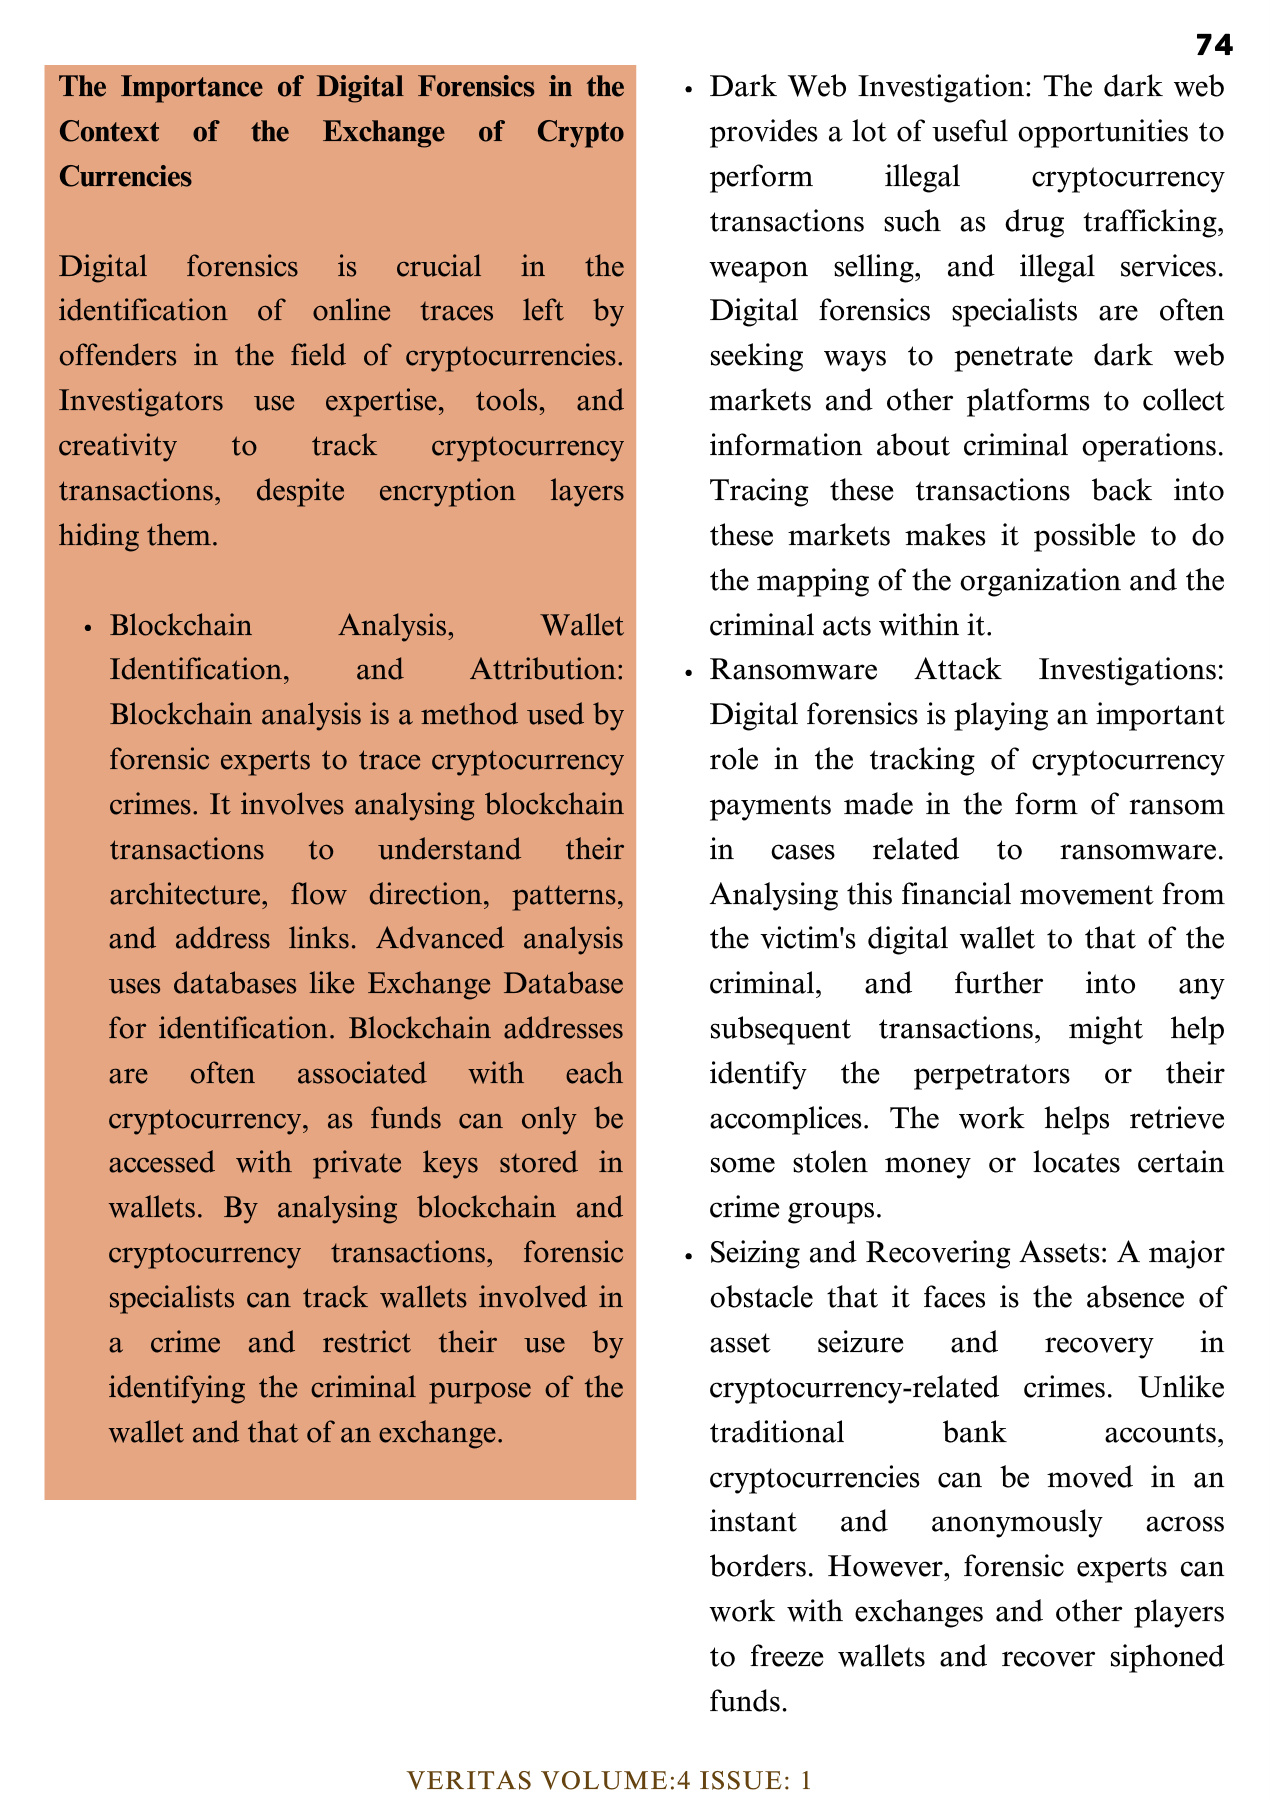 74
The Importance of Digital Forensics in the
Context of the Exchange of Crypto
Currencies
Digital forensics is crucial in the
identification of online traces left by
offenders in the field of cryptocurrencies.
Investigators use expertise, tools, and
creativity to track cryptocurrency
transactions, despite encryption layers
hiding them.
• Blockchain Analysis, Wallet
Identification, and Attribution:
Blockchain analysis is a method used by
forensic experts to trace cryptocurrency
crimes. It involves analysing blockchain
transactions to understand their
architecture, flow direction, patterns,
and address links. Advanced analysis
uses databases like Exchange Database
for identification. Blockchain addresses
are often associated with each
cryptocurrency, as funds can only be
accessed with private keys stored in
wallets. By analysing blockchain and
cryptocurrency transactions, forensic
specialists can track wallets involved in
a crime and restrict their use by
identifying the criminal purpose of the
wallet and that of an exchange.
• Dark Web Investigation: The dark web
provides a lot of useful opportunities to
perform illegal cryptocurrency
transactions such as drug trafficking,
weapon selling, and illegal services.
Digital forensics specialists are often
seeking ways to penetrate dark web
markets and other platforms to collect
information about criminal operations.
Tracing these transactions back into
these markets makes it possible to do
the mapping of the organization and the
criminal acts within it.
• Ransomware Attack Investigations:
Digital forensics is playing an important
role in the tracking of cryptocurrency
payments made in the form of ransom
in cases related to ransomware.
Analysing this financial movement from
the victim's digital wallet to that of the
criminal, and further into any
subsequent transactions, might help
identify the perpetrators or their
accomplices. The work helps retrieve
some stolen money or locates certain
crime groups.
• Seizing and Recovering Assets: A major
obstacle that it faces is the absence of
asset seizure and recovery in
cryptocurrency-related crimes. Unlike
traditional bank accounts,
cryptocurrencies can be moved in an
instant and anonymously across
borders. However, forensic experts can
work with exchanges and other players
to freeze wallets and recover siphoned
funds.
VERITAS VOLUME:4 ISSUE: 1